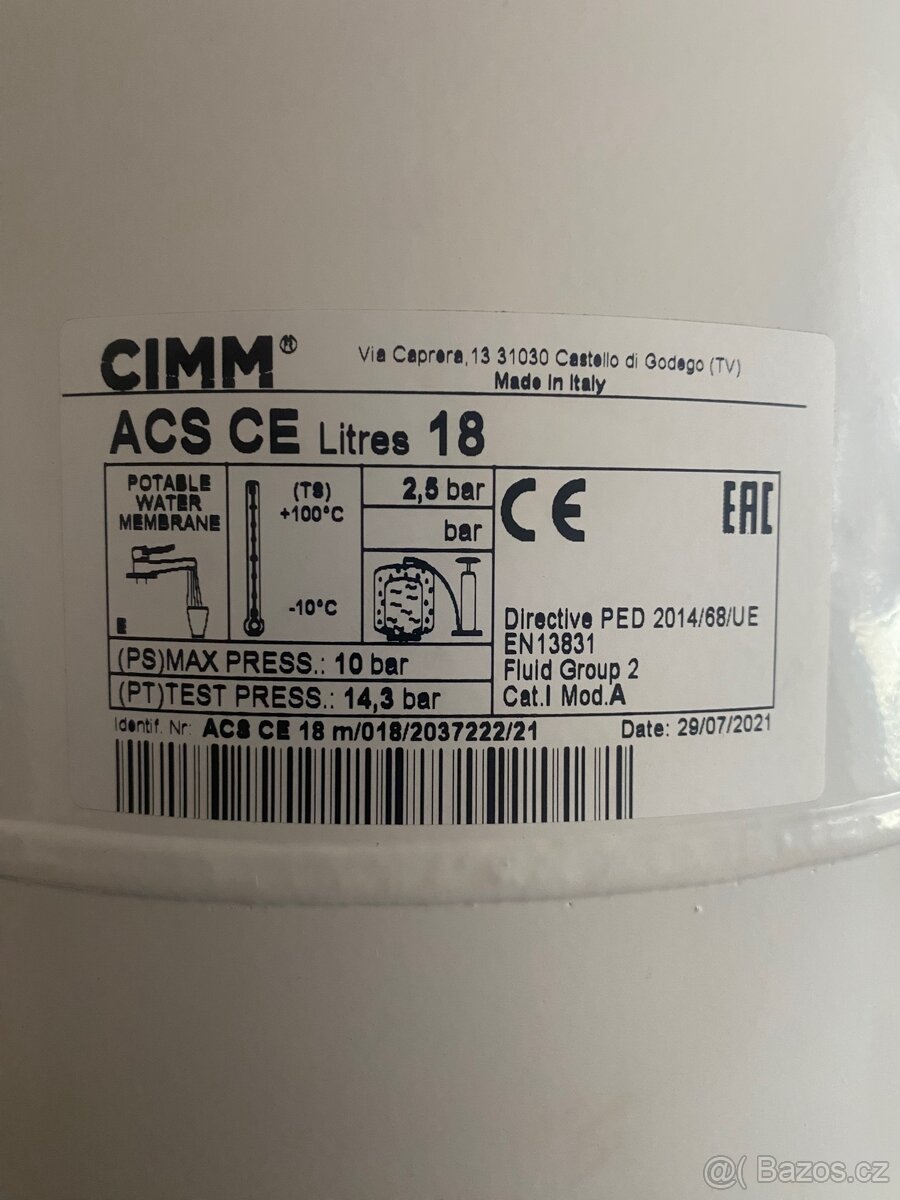 CIMM®
Via Caprera,13 31030 Castello di Godego (TV)
Made in Italy
ACS CE Litres 18
POTABLE
WATER
MEMBRANE
E
(TS)
+100°C
-10°C
2,5 bar
bar
CE
EAC
Directive PED 2014/68/UE
EN13831
Fluid Group 2
Cat.I Mod.A
(PS)MAX PRESS.: 10 bar
(PT)TEST PRESS.: 14,3 bar
Identif. Nr: ACS CE 18 m/018/2037222/21
Date: 29/07/2021
@( Bazos.cz